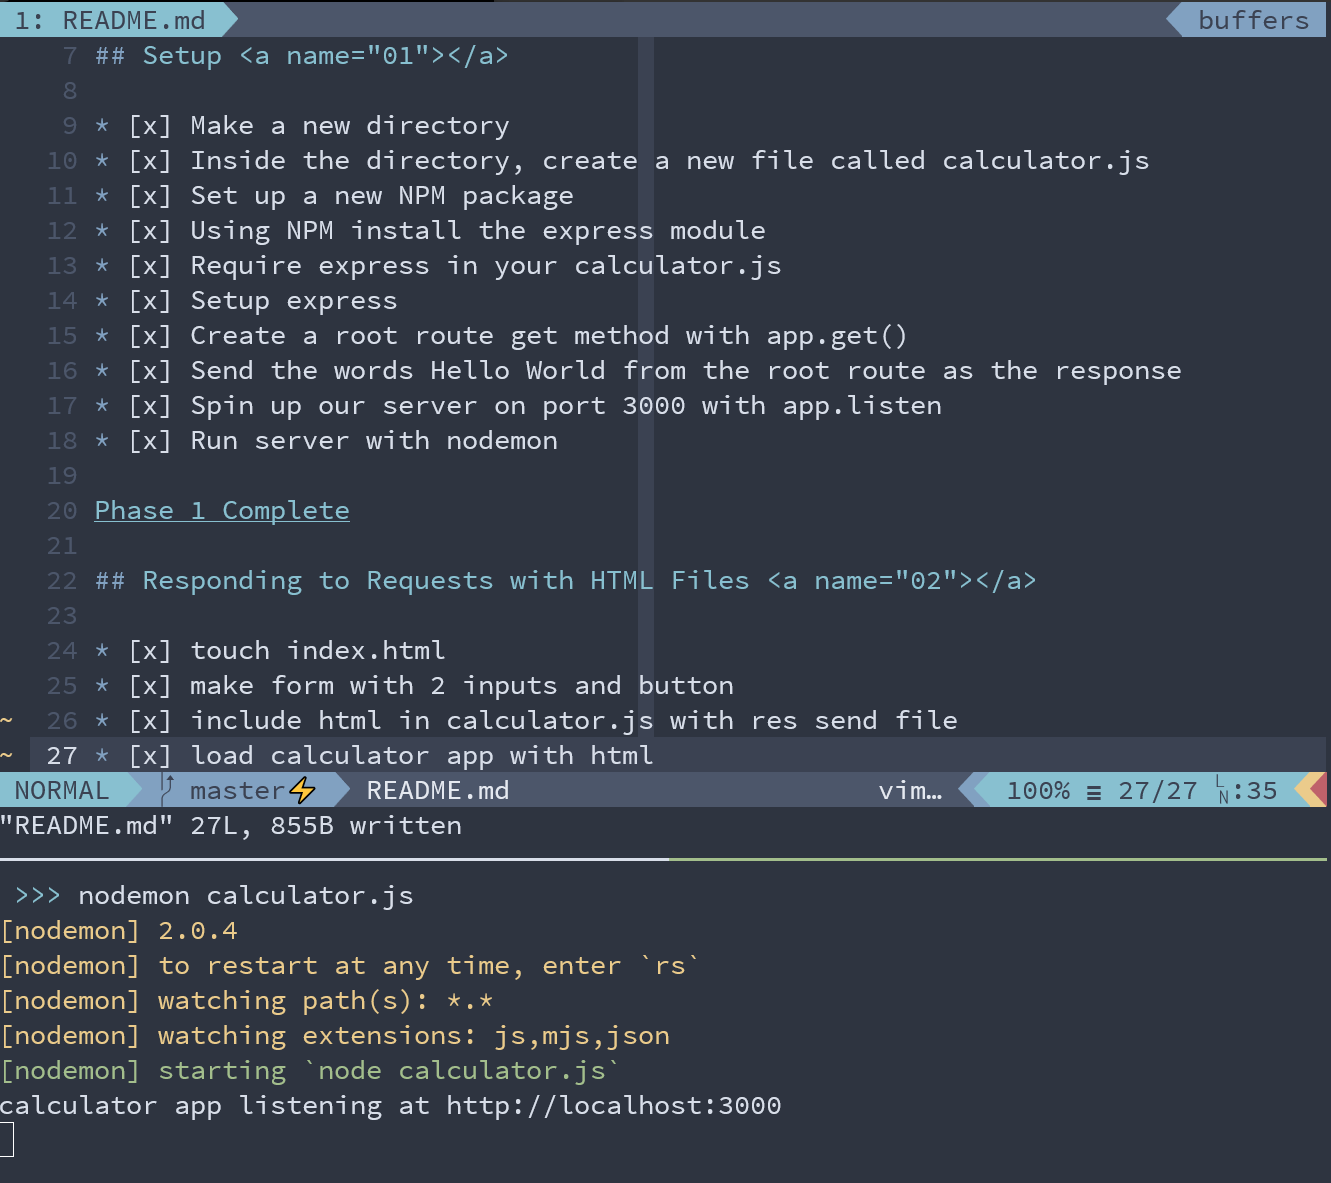 1: README.md buffers
7 ## Setup <a name="01"></a>
8
9 * [x] Make a new directory
10 * [x] Inside the directory, create a new file called calculator.js
11 * [x] Set up a new NPM package
12 * [x] Using NPM install the express module
13 * [x] Require express in your calculator.js
14 * [x] Setup express
15 * [x] Create a root route get method with app.get()
16 * [x] Send the words Hello World from the root route as the response
17 * [x] Spin up our server on port 3000 with app.listen
18 * [x] Run server with nodemon
19
20 Phase 1 Complete
21
22 ## Responding to Requests with HTML Files <a name="02"></a>
23
24 * [x] touch index.html
25 * [x] make form with 2 inputs and button
~ 26 * [x] include html in calculator.js with res send file
~ 27 * [x] load calculator app with html
NORMAL master⚡ README.md vim… 100% ≡ 27/27 LN:35
"README.md" 27L, 855B written
>>> nodemon calculator.js
[nodemon] 2.0.4
[nodemon] to restart at any time, enter `rs`
[nodemon] watching path(s): *.*
[nodemon] watching extensions: js,mjs,json
[nodemon] starting `node calculator.js`
calculator app listening at http://localhost:3000